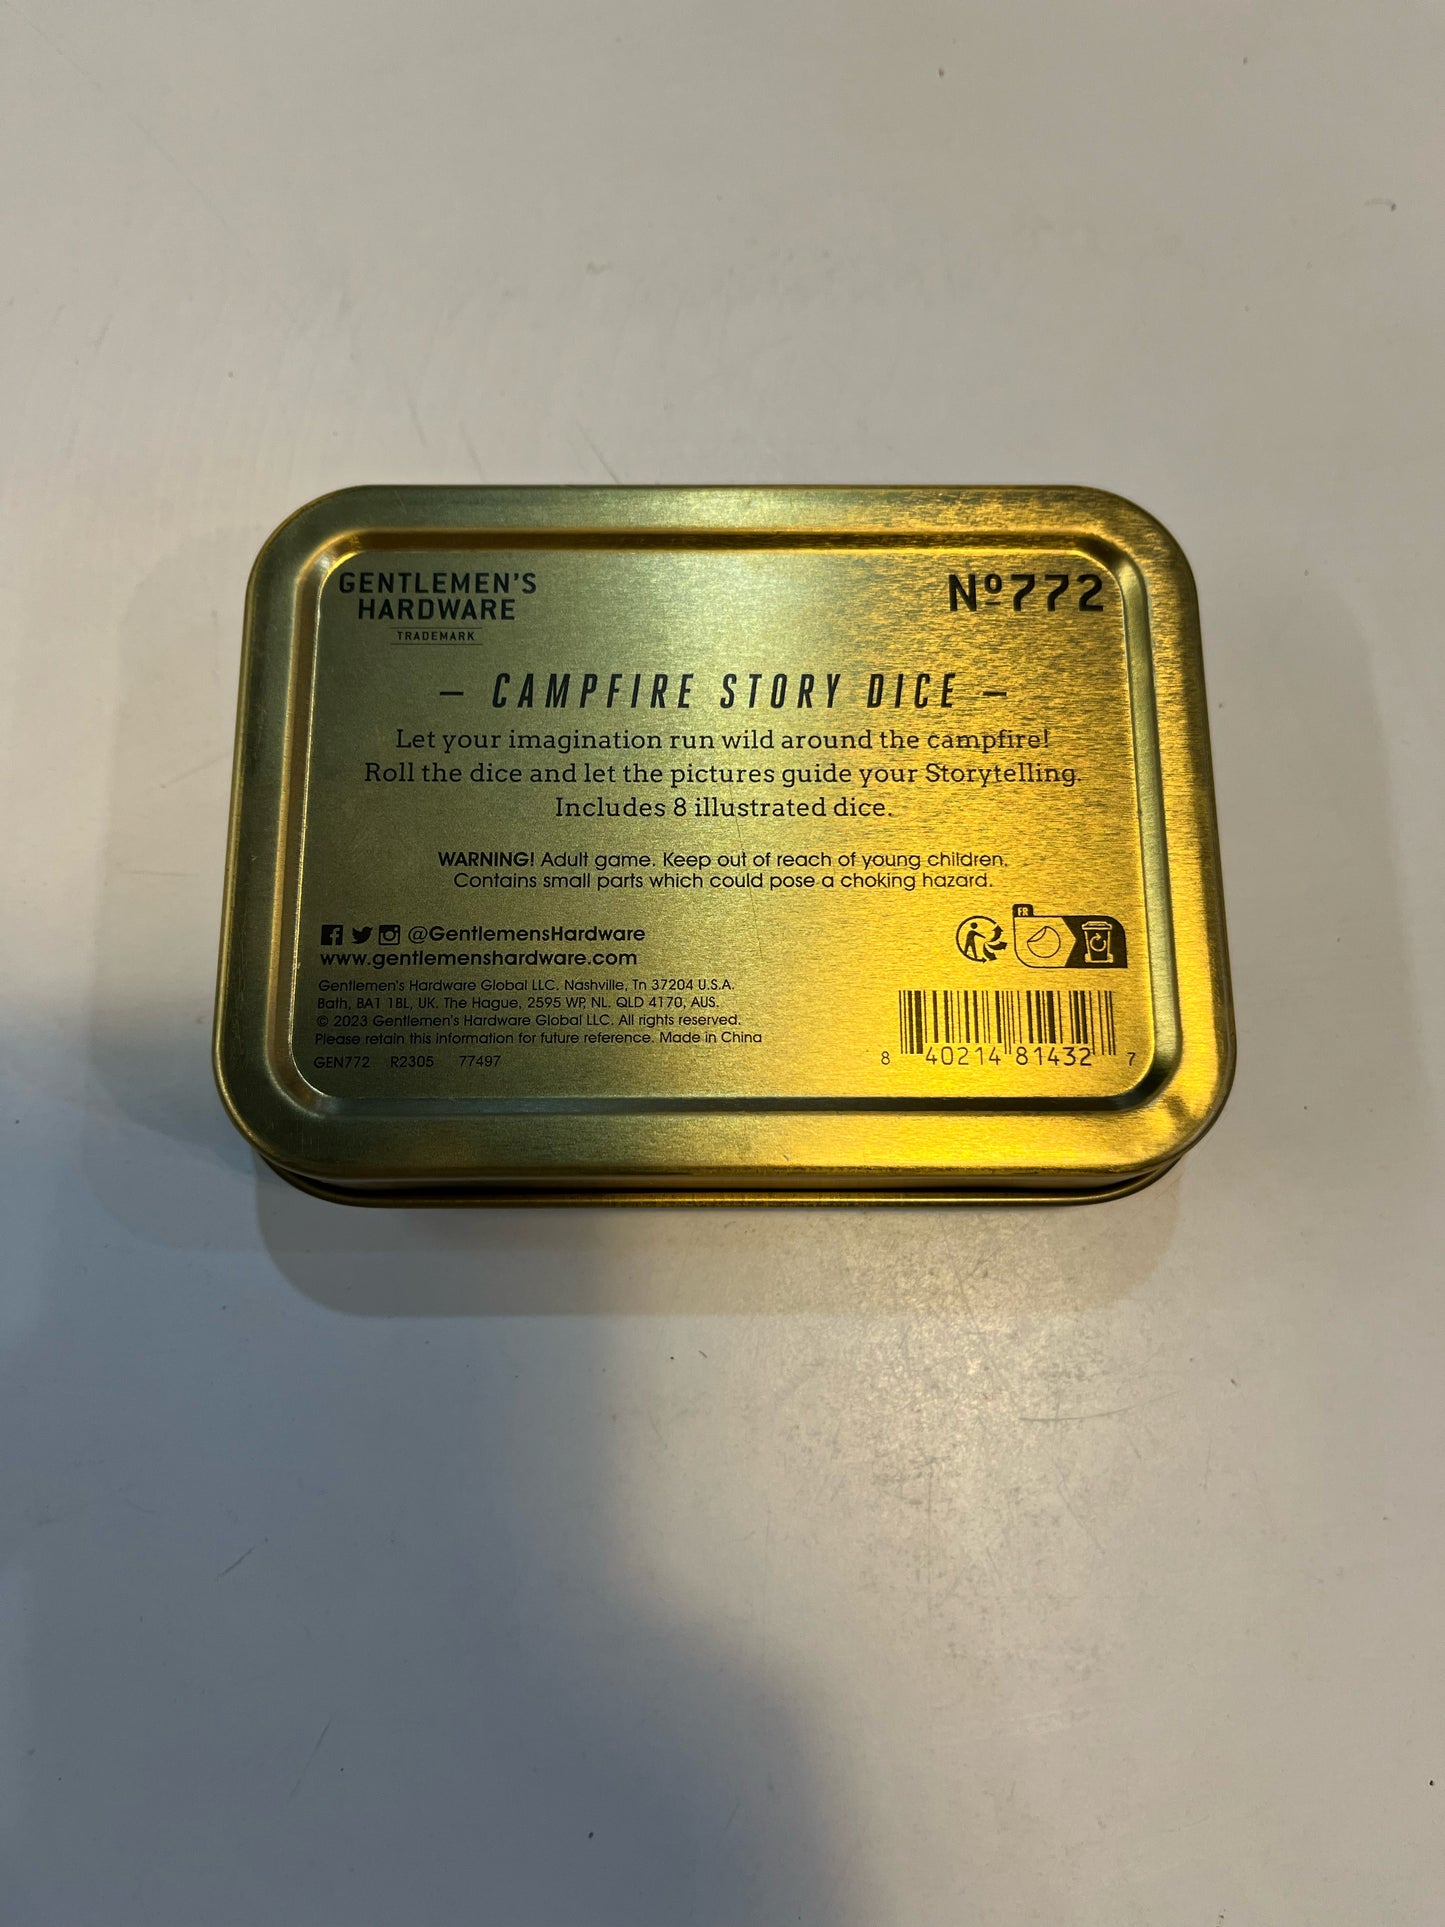 GENTLEMEN'S
HARDWARE
TRADEMARK
Nº772
– CAMPFIRE STORY DICE –
Let your imagination run wild around the campfire!
Roll the dice and let the pictures guide your Storytelling.
Includes 8 illustrated dice.
WARNING! Adult game. Keep out of reach of young children.
Contains small parts which could pose a choking hazard.
@GentlemensHardware
www.gentlemenshardware.com
FR
Gentlemen's Hardware Global LLC. Nashville, Tn 37204 U.S.A.
Bath, BA1 1BL, UK. The Hague, 2595 WP, NL. QLD 4170, AUS.
© 2023 Gentlemen's Hardware Global LLC. All rights reserved.
Please retain this information for future reference. Made in China
GEN772 R2305 77497
8 40214 81432 7